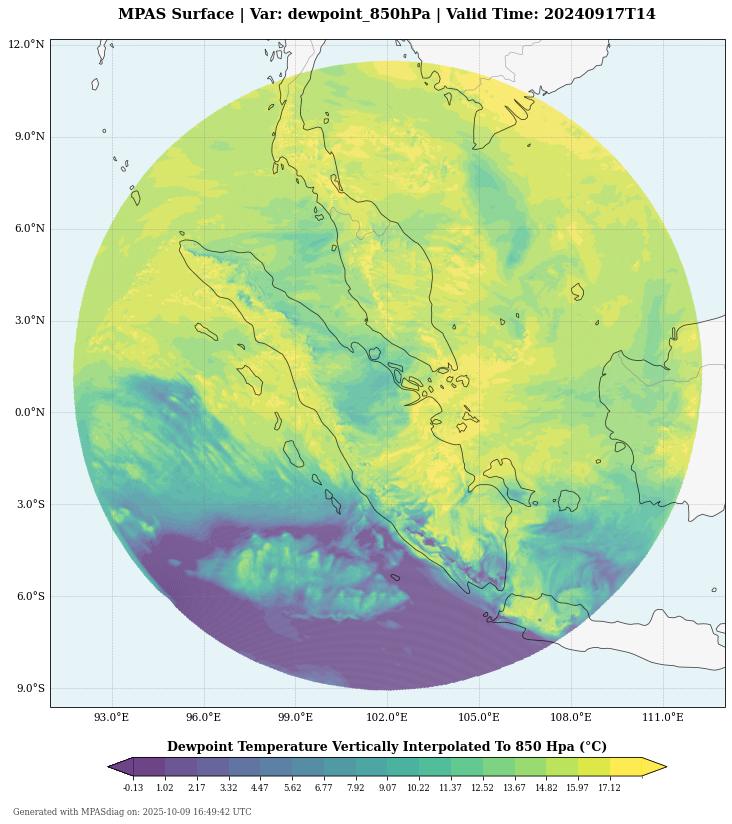 MPAS Surface | Var: dewpoint_850hPa | Valid Time: 20240917T14
12.0°N
9.0°N
6.0°N
3.0°N
0.0°N
3.0°S
6.0°S
9.0°S
93.0°E 96.0°E 99.0°E 102.0°E 105.0°E 108.0°E 111.0°E
Dewpoint Temperature Vertically Interpolated To 850 Hpa (°C)
-0.13 1.02 2.17 3.32 4.47 5.62 6.77 7.92 9.07 10.22 11.37 12.52 13.67 14.82 15.97 17.12
Generated with MPASdiag on: 2025-10-09 16:49:42 UTC